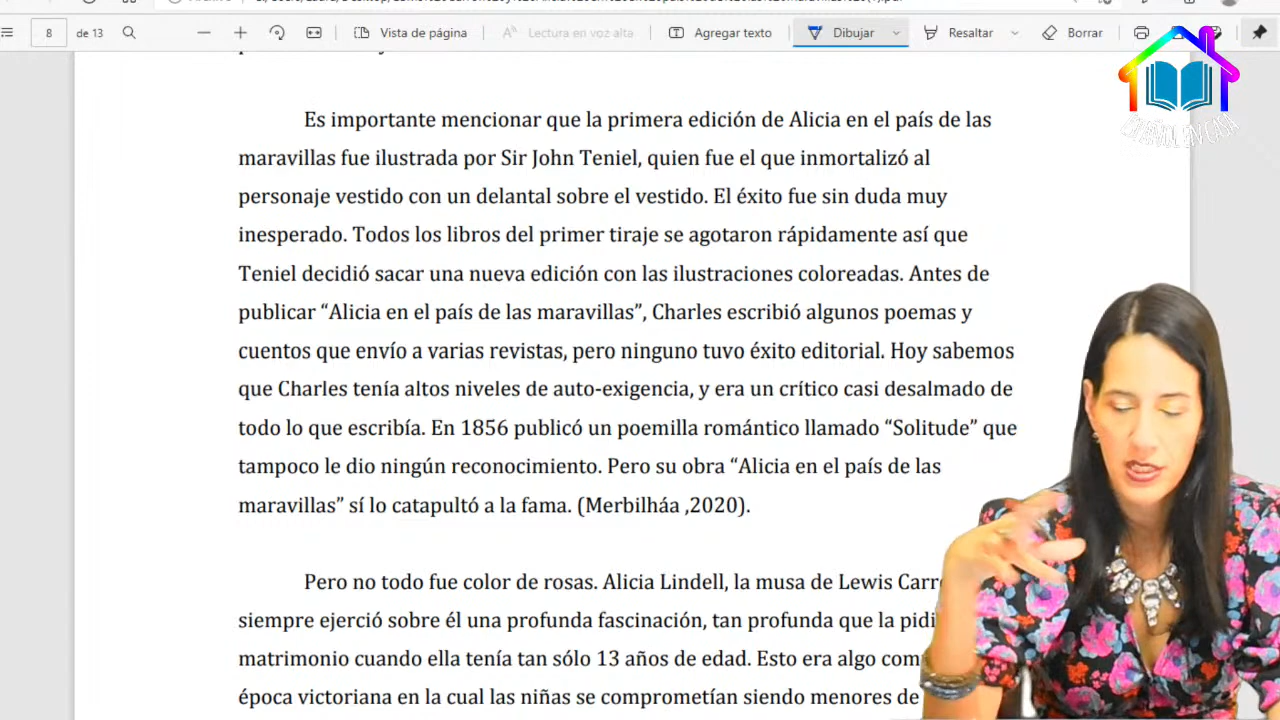 8
de 13
Vista de página
Lectura en voz alta
Agregar texto
Dibujar
Resaltar
Borrar
Es importante mencionar que la primera edición de Alicia en el país de las
maravillas fue ilustrada por Sir John Teniel, quien fue el que inmortalizó al
personaje vestido con un delantal sobre el vestido. El éxito fue sin duda muy
inesperado. Todos los libros del primer tiraje se agotaron rápidamente así que
Teniel decidió sacar una nueva edición con las ilustraciones coloreadas. Antes de
publicar “Alicia en el país de las maravillas”, Charles escribió algunos poemas y
cuentos que envío a varias revistas, pero ninguno tuvo éxito editorial. Hoy sabemos
que Charles tenía altos niveles de auto-exigencia, y era un crítico casi desalmado de
todo lo que escribía. En 1856 publicó un poemilla romántico llamado “Solitude” que
tampoco le dio ningún reconocimiento. Pero su obra “Alicia en el país de las
maravillas” sí lo catapultó a la fama. (Merbilháa ,2020).
Pero no todo fue color de rosas. Alicia Lindell, la musa de Lewis
siempre ejerció sobre él una profunda fascinación, tan profunda que la
matrimonio cuando ella tenía tan sólo 13 años de edad. Esto era algo
época victoriana en la cual las niñas se comprometían siendo menores de